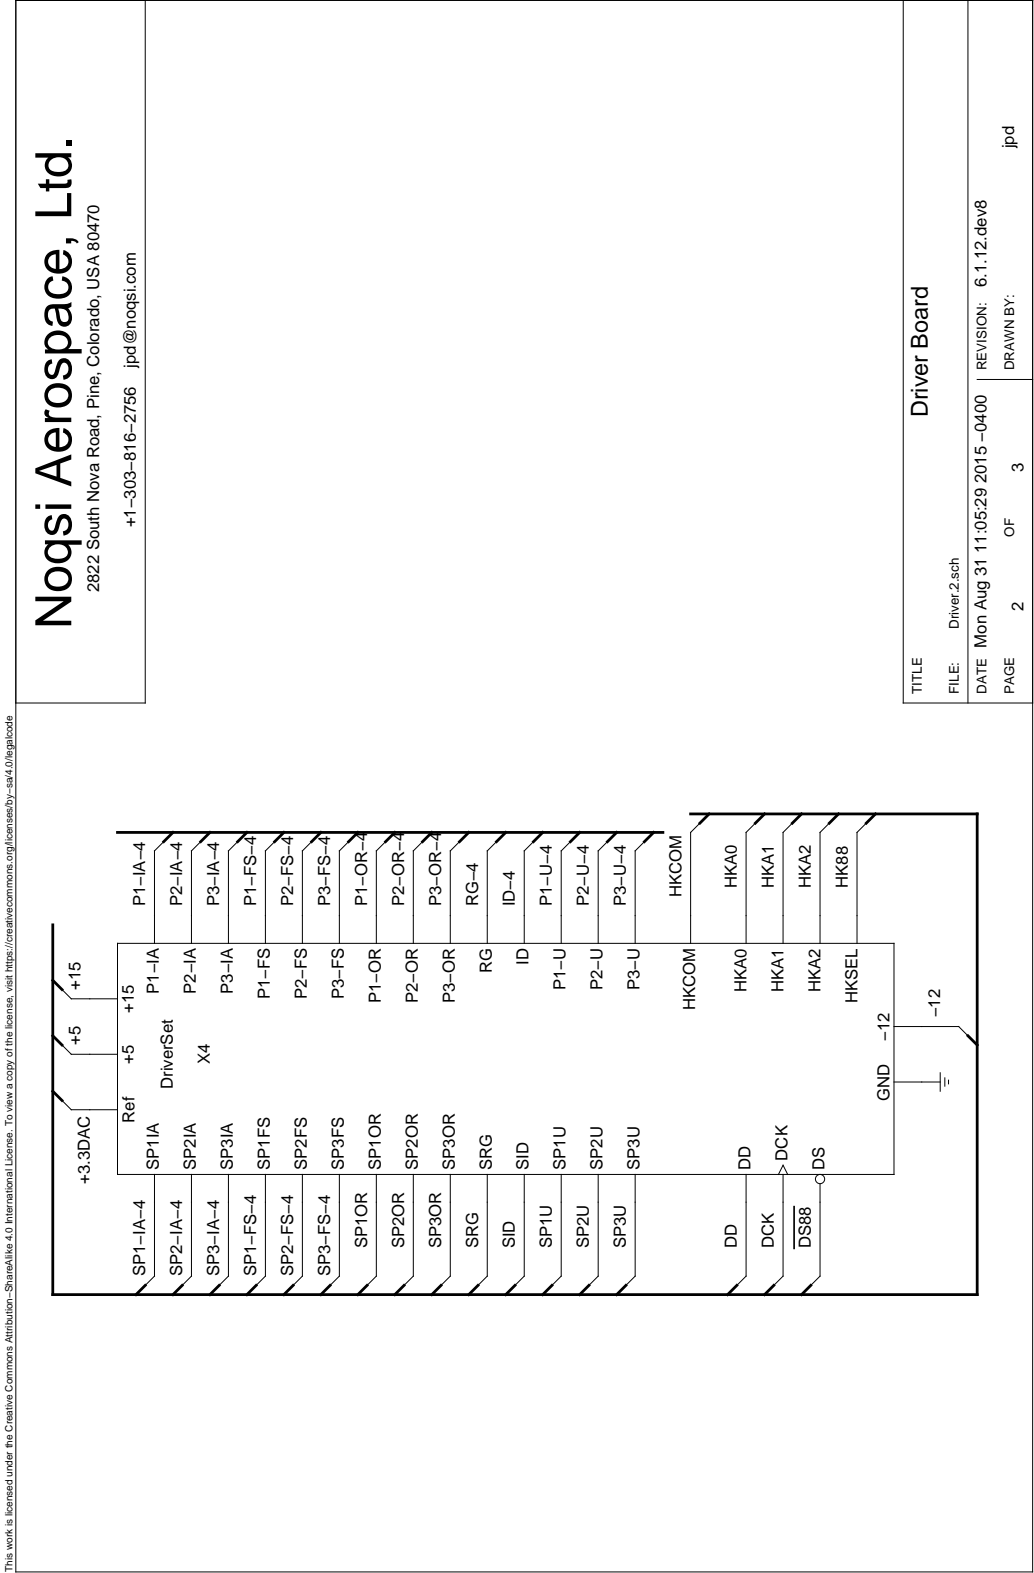 This work is licensed under the Creative Commons Attribution−ShareAlike 4.0 International License. To view a copy of the license, visit https://creativecommons.org/licenses/by−sa/4.0/legalcode
Noqsi Aerospace, Ltd.
2822 South Nova Road, Pine, Colorado, USA 80470
+1−303−816−2756 jpd@noqsi.com
+3.3DAC
+5
+15
Ref
+5
+15
DriverSet
X4
SP1−IA−4 SP1IA P1−IA P1−IA−4
SP2−IA−4 SP2IA P2−IA P2−IA−4
SP3−IA−4 SP3IA P3−IA P3−IA−4
SP1−FS−4 SP1FS P1−FS P1−FS−4
SP2−FS−4 SP2FS P2−FS P2−FS−4
SP3−FS−4 SP3FS P3−FS P3−FS−4
SP1OR SP1OR P1−OR P1−OR−4
SP2OR SP2OR P2−OR P2−OR−4
SP3OR SP3OR P3−OR P3−OR−4
SRG SRG RG RG−4
SID SID ID ID−4
SP1U SP1U P1−U P1−U−4
SP2U SP2U P2−U P2−U−4
SP3U SP3U P3−U P3−U−4
HKCOM HKCOM
DD DD HKA0 HKA0
DCK DCK HKA1 HKA1
DS88 DS HKA2 HKA2
HKSEL HK88
GND −12
−12
TITLE
Driver Board
FILE: Driver.2.sch
DATE Mon Aug 31 11:05:29 2015 −0400 REVISION: 6.1.12.dev8
PAGE 2 OF 3 DRAWN BY: jpd